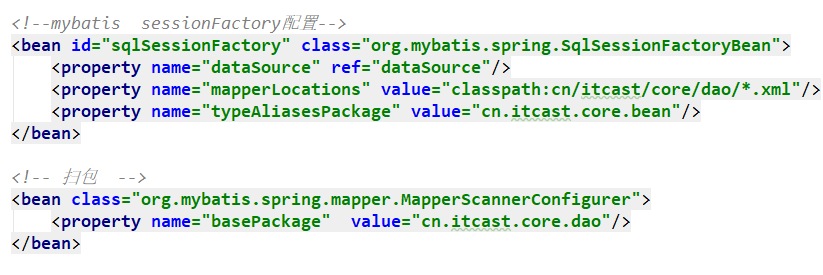 <!--mybatis  sessionFactory配置-->
<bean id="sqlSessionFactory" class="org.mybatis.spring.SqlSessionFactoryBean">
    <property name="dataSource" ref="dataSource"/>
    <property name="mapperLocations" value="classpath:cn/itcast/core/dao/*.xml"/>
    <property name="typeAliasesPackage" value="cn.itcast.core.bean"/>
</bean>
<!-- 扫包  -->
<bean class="org.mybatis.spring.mapper.MapperScannerConfigurer">
    <property name="basePackage"  value="cn.itcast.core.dao"/>
</bean>